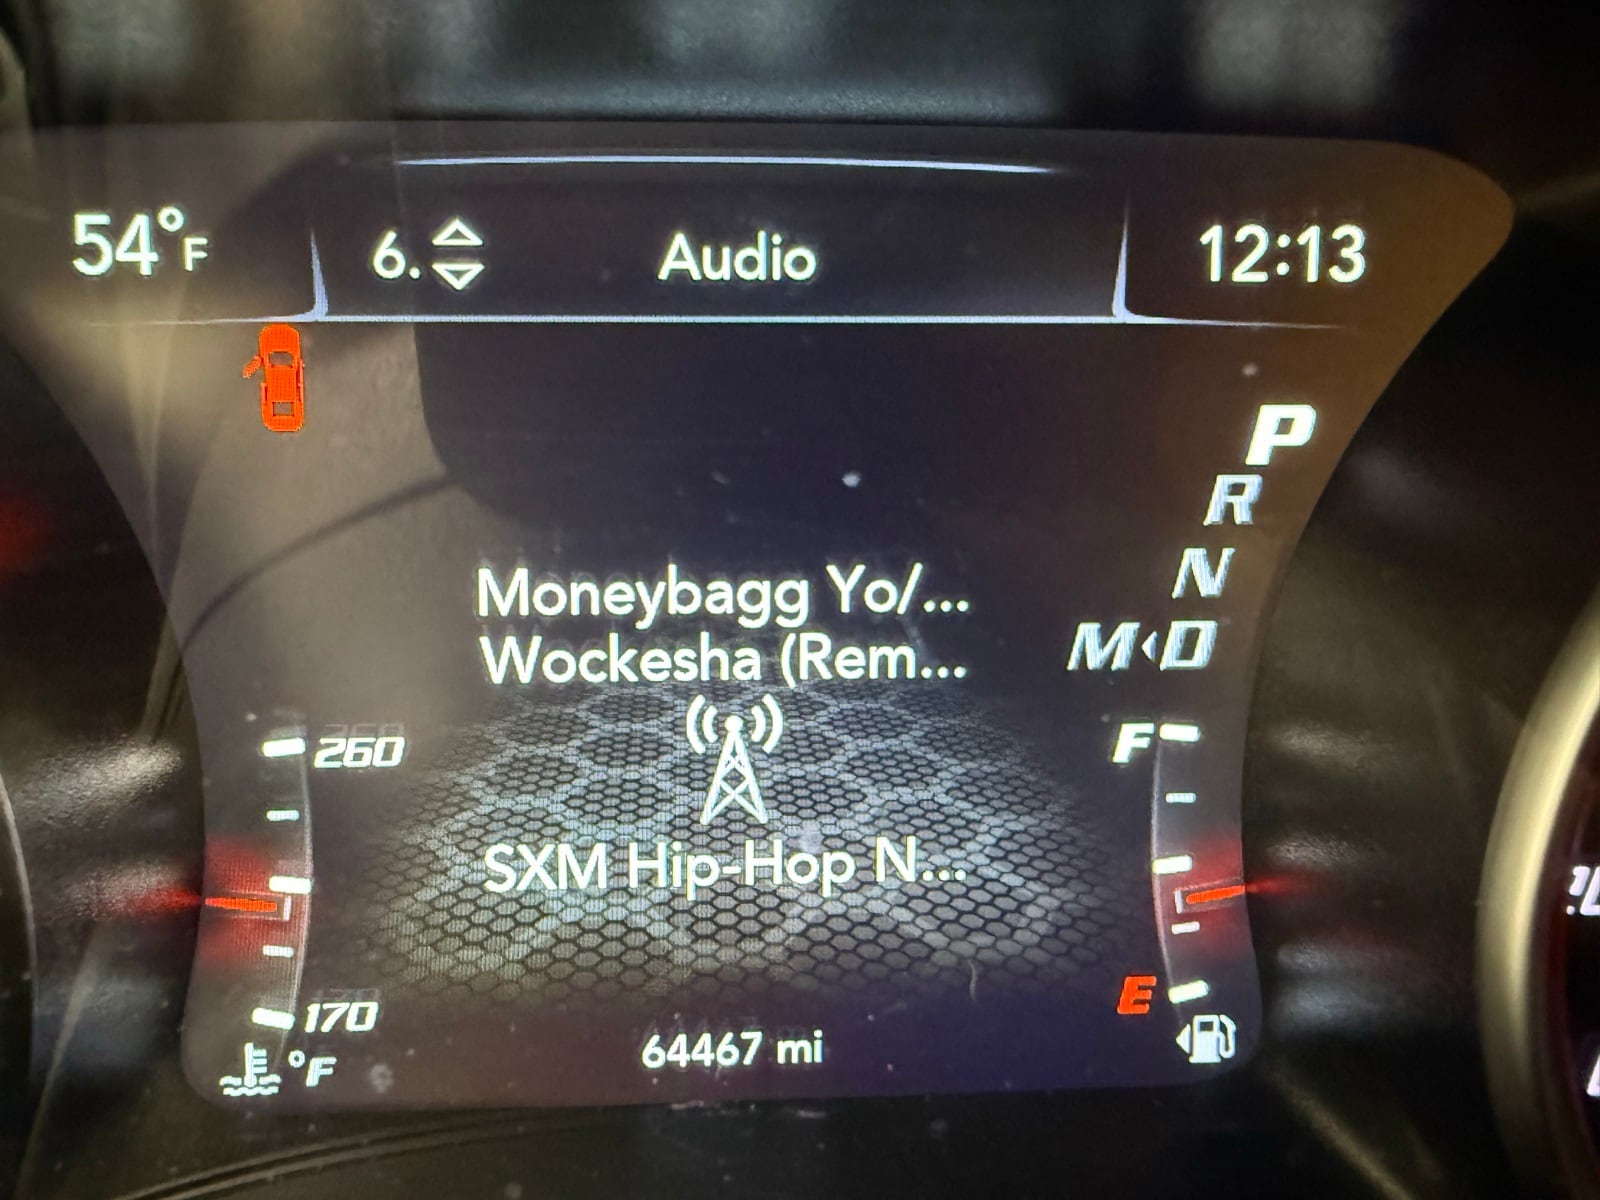 54°F
6.
Audio
12:13
P
R
N
M D
Moneybagg Yo/...
Wockesha (Rem...
SXM Hip-Hop N...
260
170
°F
F
E
64467 mi